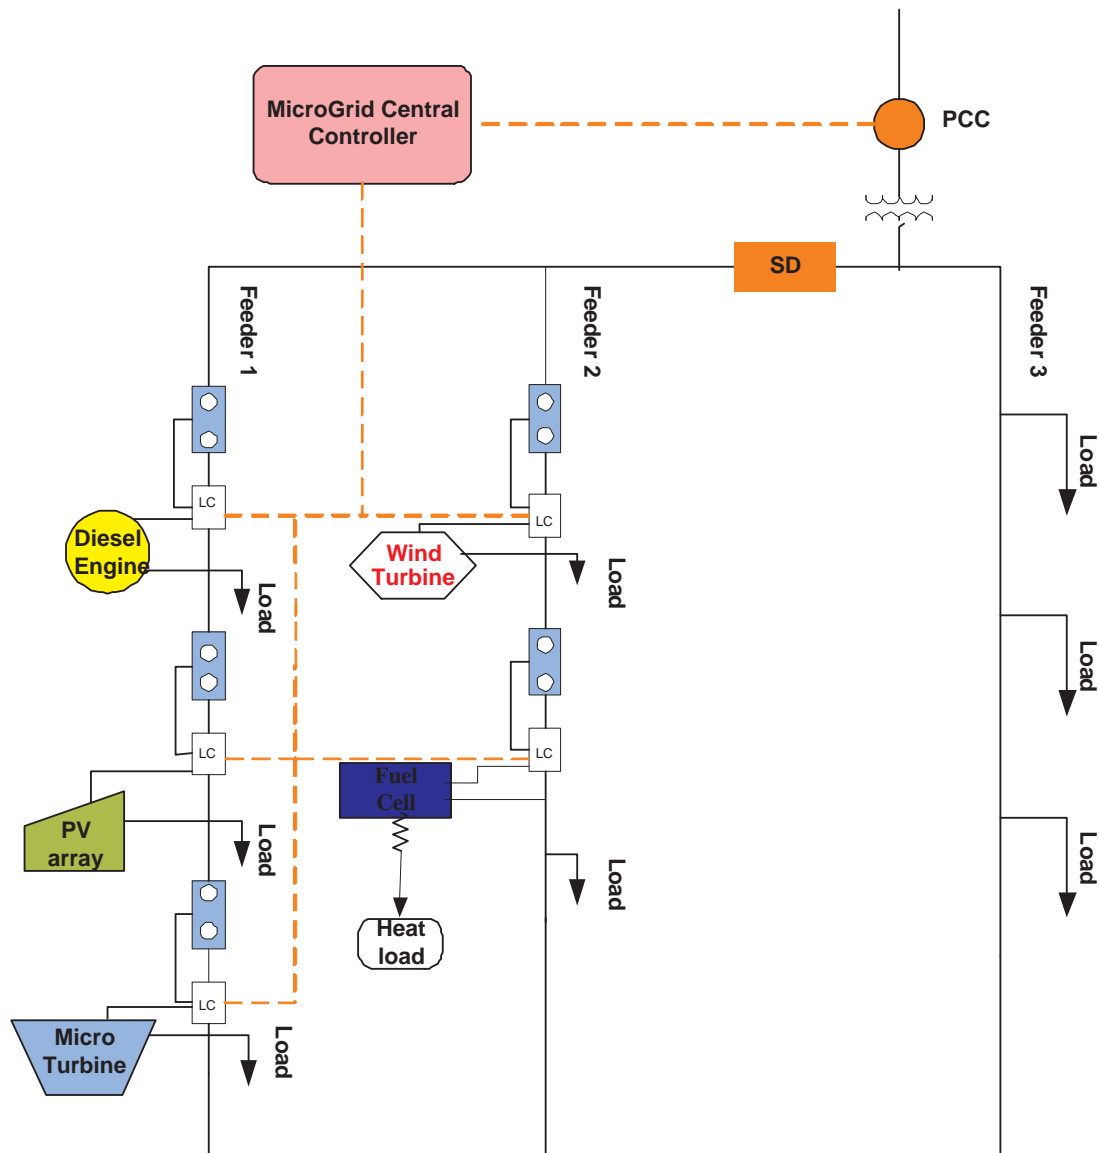 MicroGrid Central
Controller
PCC
SD
Feeder 1
Feeder 2
Feeder 3
Load
LC
LC
Diesel
Engine
Wind
Turbine
Load
Load
Load
LC
LC
Fuel
Cell
PV
array
Load
Load
Load
Heat
load
LC
Micro
Turbine
Load